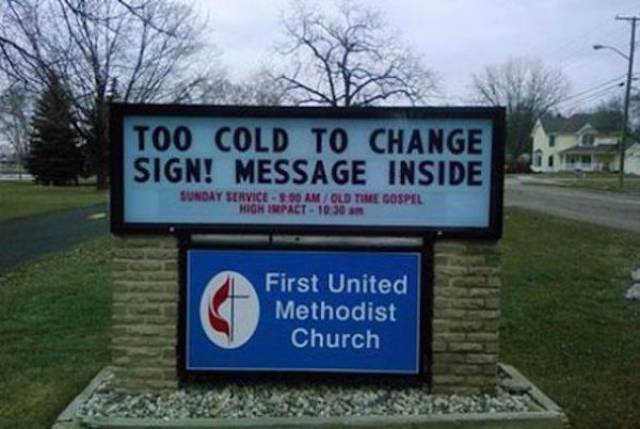 TOO COLD TO CHANGE
SIGN! MESSAGE INSIDE
SUNDAY SERVICE - 9:00 AM / OLD TIME GOSPEL
HIGH IMPACT - 10:30 am
First United
Methodist
Church